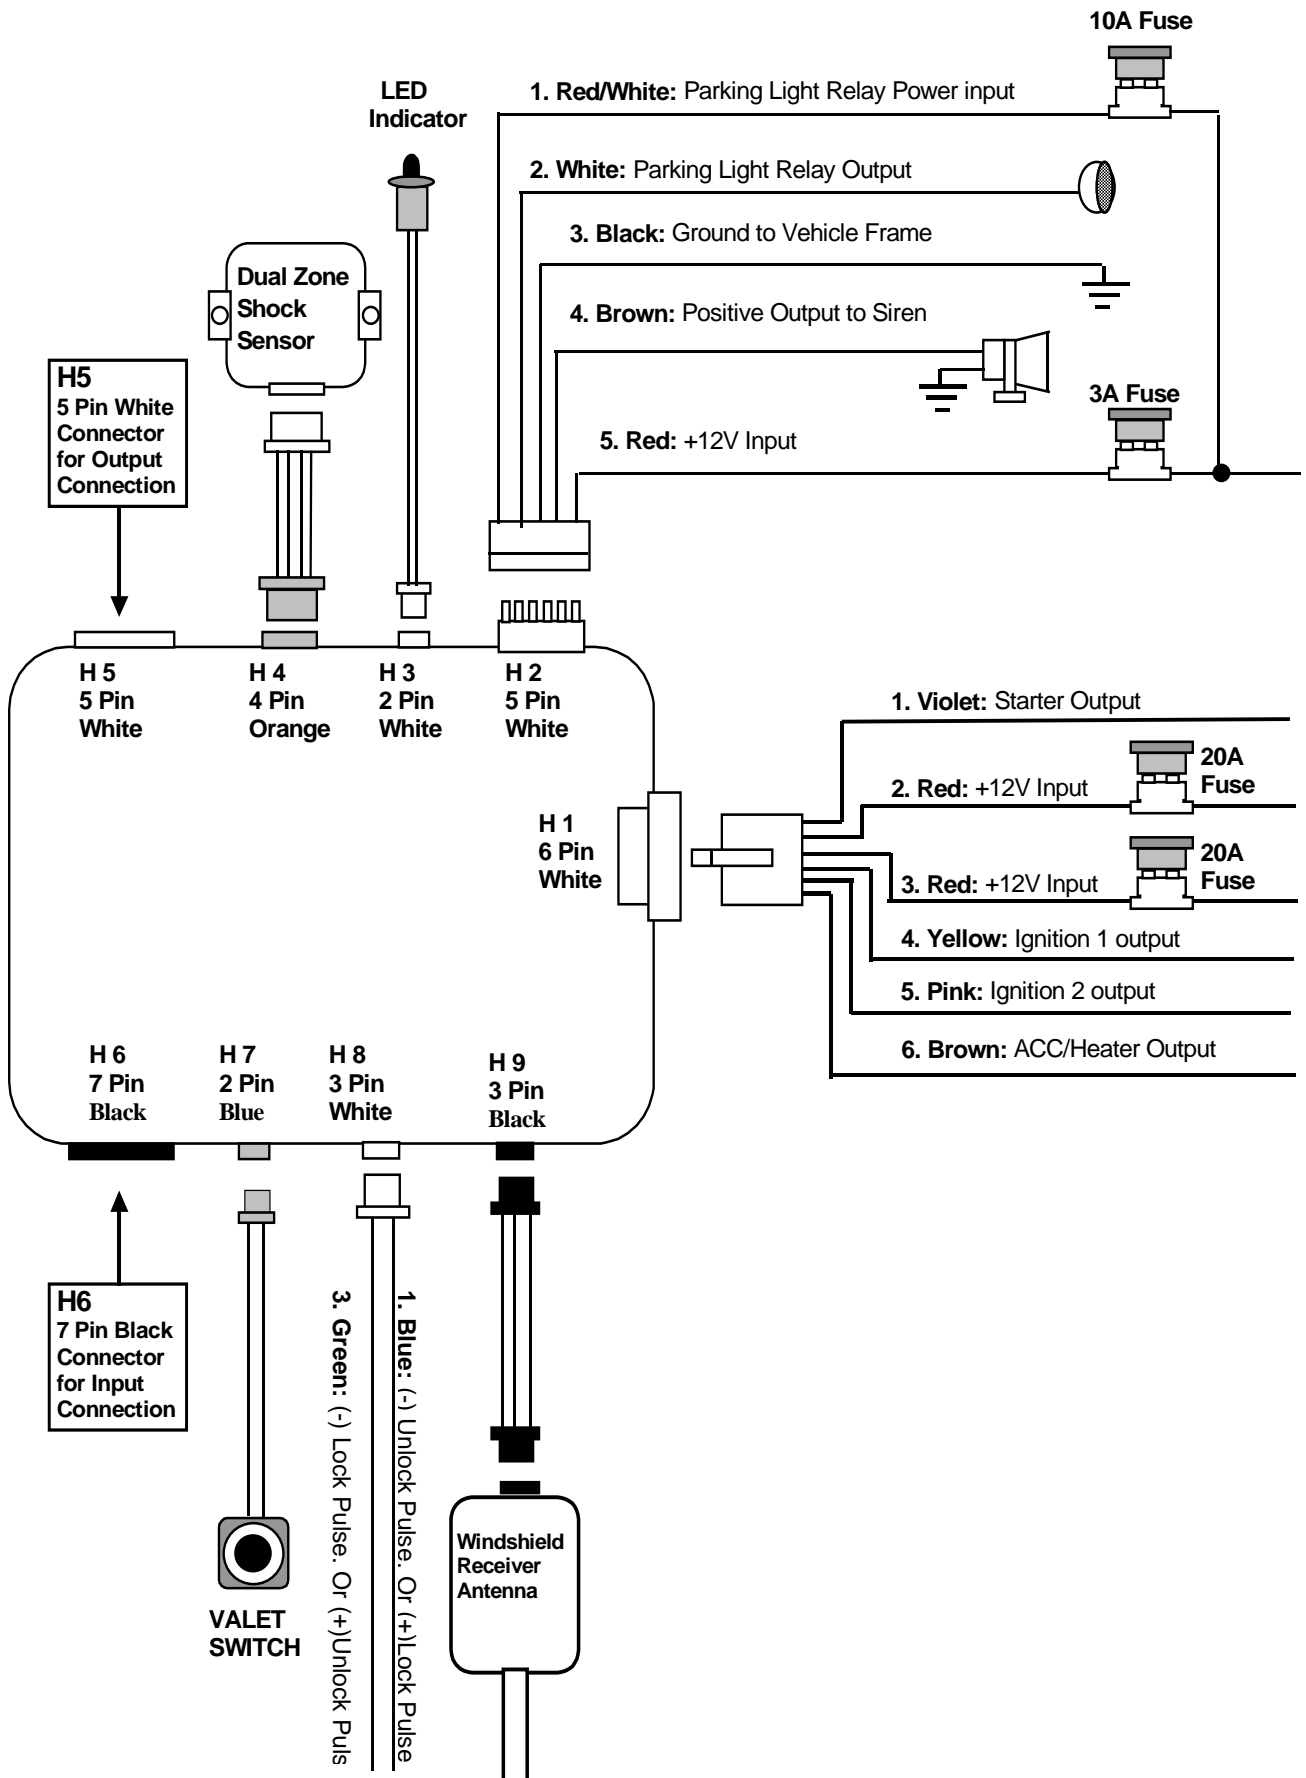 10A Fuse
LED
Indicator
1. Red/White: Parking Light Relay Power input
2. White: Parking Light Relay Output
3. Black: Ground to Vehicle Frame
Dual Zone
Shock
Sensor
4. Brown: Positive Output to Siren
H5
5 Pin White
Connector
for Output
Connection
3A Fuse
5. Red: +12V Input
H 5
5 Pin
White
H 4
4 Pin
Orange
H 3
2 Pin
White
H 2
5 Pin
White
1. Violet: Starter Output
20A
Fuse
2. Red: +12V Input
H 1
6 Pin
White
20A
Fuse
3. Red: +12V Input
4. Yellow: Ignition 1 output
5. Pink: Ignition 2 output
6. Brown: ACC/Heater Output
H 6
7 Pin
Black
H 7
2 Pin
Blue
H 8
3 Pin
White
H 9
3 Pin
Black
H6
7 Pin Black
Connector
for Input
Connection
1. Blue: (-) Unlock Pulse. Or (+)Lock Pulse
3. Green: (-) Lock Pulse. Or (+)Unlock Puls
Windshield
Receiver
Antenna
VALET
SWITCH